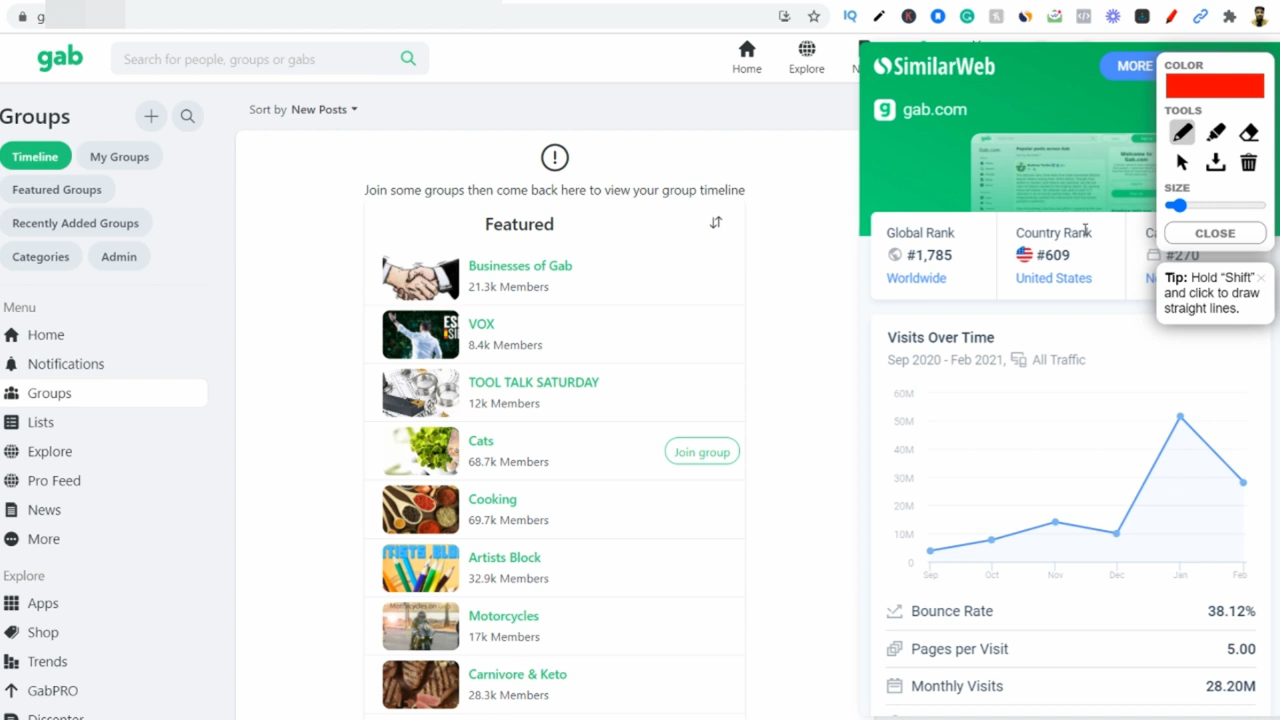 g
gab
Search for people, groups or gabs
Home
Explore
N
Groups
Timeline
My Groups
Featured Groups
Recently Added Groups
Categories
Admin
Menu
Home
Notifications
Groups
Lists
Explore
Pro Feed
News
More
Explore
Apps
Shop
Trends
GabPRO
Dissenter
Sort by New Posts
Join some groups then come back here to view your group timeline
Featured
Businesses of Gab
21.3k Members
VOX
8.4k Members
TOOL TALK SATURDAY
12k Members
Cats
68.7k Members
Join group
Cooking
69.7k Members
Artists Block
32.9k Members
Motorcycles
17k Members
Carnivore & Keto
28.3k Members
SimilarWeb
MORE
gab.com
Global Rank
#1,785
Worldwide
Country Rank
#609
United States
Ca
#270
Ne
Visits Over Time
Sep 2020 - Feb 2021, All Traffic
60M
50M
40M
30M
20M
10M
0
Sep Oct Nov Dec Jan Feb
Bounce Rate 38.12%
Pages per Visit 5.00
Monthly Visits 28.20M
COLOR
TOOLS
SIZE
CLOSE
Tip: Hold “Shift”
and click to draw
straight lines.